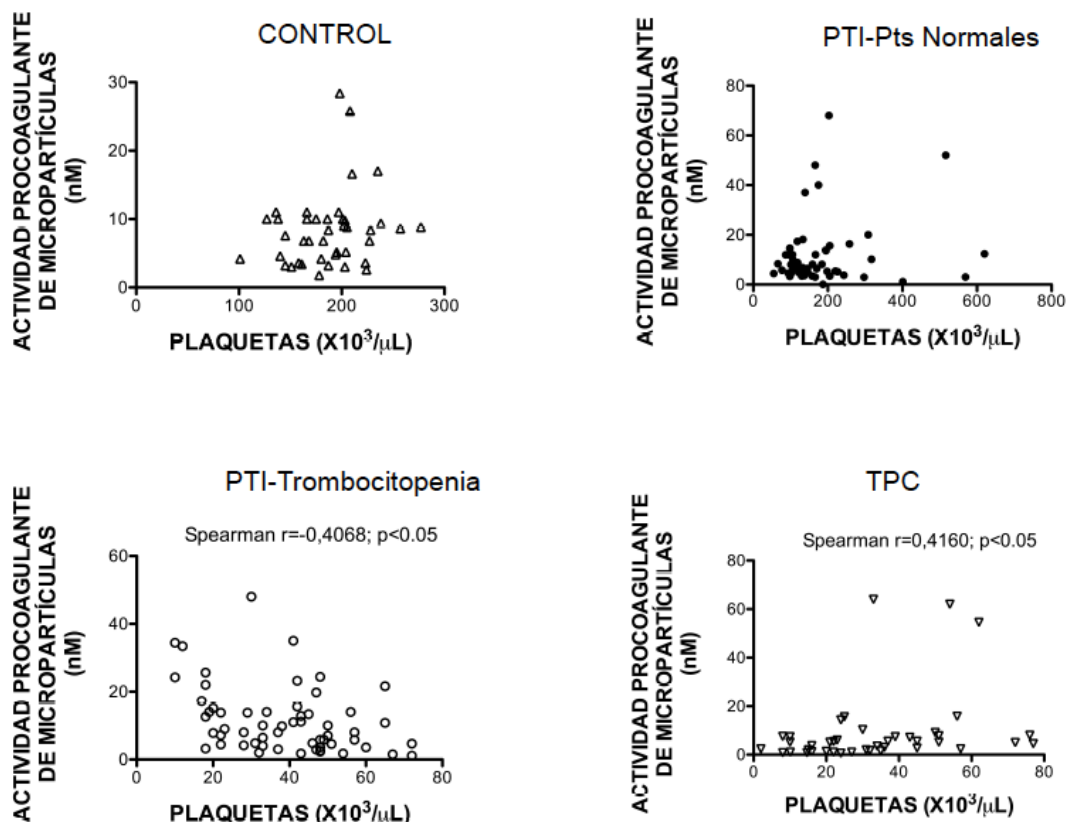 CONTROL
ACTIVIDAD PROCOAGULANTE
DE MICROPARTÍCULAS
(nM)
30
20
10
0
0
100
200
300
PLAQUETAS (X10³/µL)
PTI-Pts Normales
ACTIVIDAD PROCOAGULANTE
DE MICROPARTÍCULAS
(nM)
80
60
40
20
0
0
200
400
600
800
PLAQUETAS (X10³/µL)
PTI-Trombocitopenia
Spearman r=-0,4068; p<0.05
ACTIVIDAD PROCOAGULANTE
DE MICROPARTÍCULAS
(nM)
60
40
20
0
0
20
40
60
80
PLAQUETAS (X10³/µL)
TPC
Spearman r=0,4160; p<0.05
ACTIVIDAD PROCOAGULANTE
DE MICROPARTÍCULAS
(nM)
80
60
40
20
0
0
20
40
60
80
PLAQUETAS (X10³/µL)